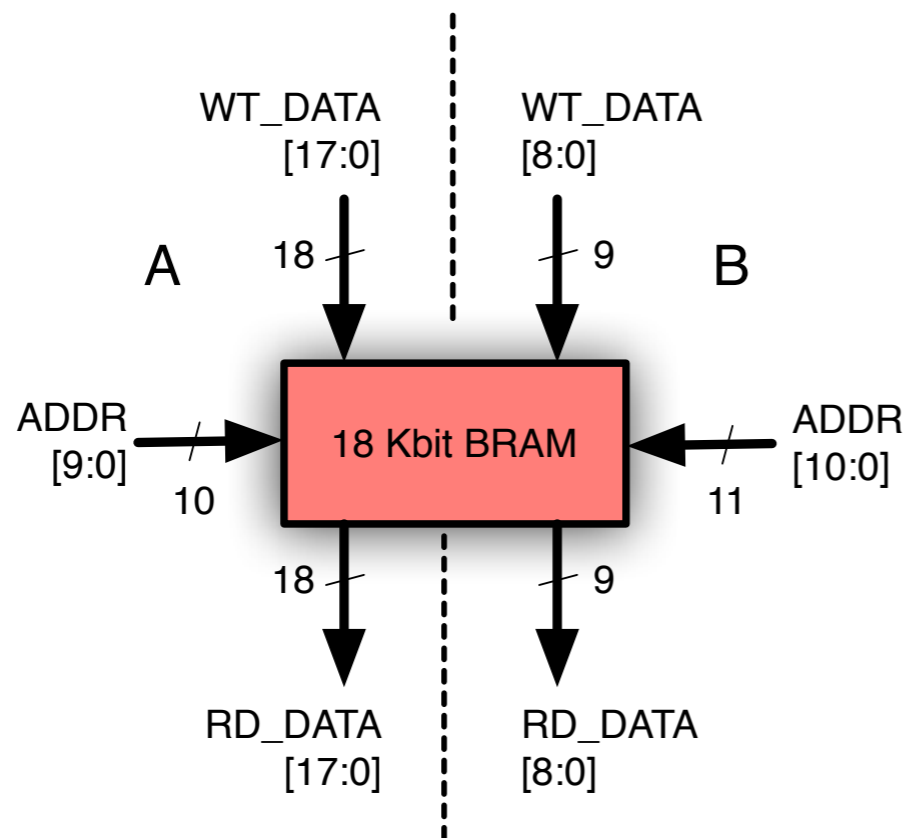 WT_DATA
[17:0]
WT_DATA
[8:0]
18
9
A
B
ADDR
[9:0]
10
18 Kbit BRAM
ADDR
[10:0]
11
18
9
RD_DATA
[17:0]
RD_DATA
[8:0]